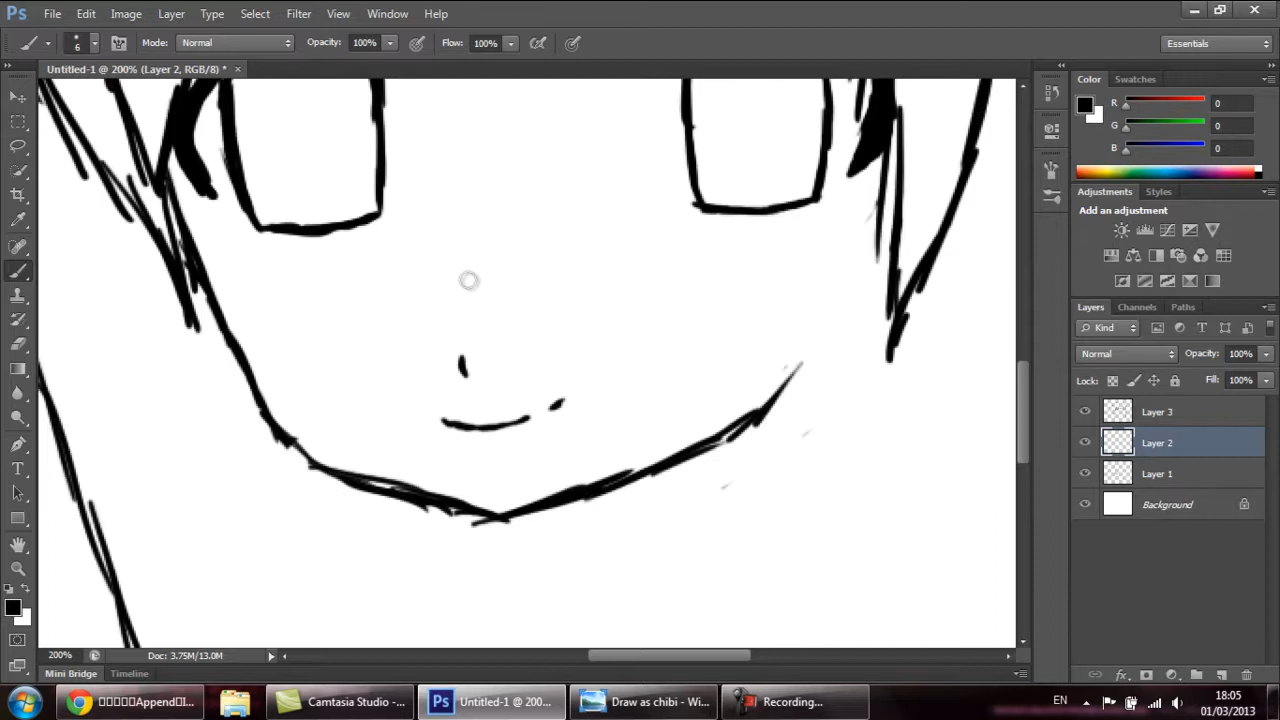 Ps File Edit Image Layer Type Select Filter View Window Help
6 Mode: Normal Opacity: 100% Flow: 100% Essentials
Untitled-1 @ 200% (Layer 2, RGB/8) *
Color Swatches
R 0
G 0
B 0
Adjustments Styles
Add an adjustment
Layers Channels Paths
Kind
Normal Opacity: 100%
Lock: Fill: 100%
Layer 3
Layer 2
Layer 1
Background
200% Doc: 3.75M/13.0M
Mini Bridge Timeline
AppendI... Camtasia Studio -... Ps Untitled-1 @ 200... Draw as chibi - Wi... Recording... EN 18:05
01/03/2013